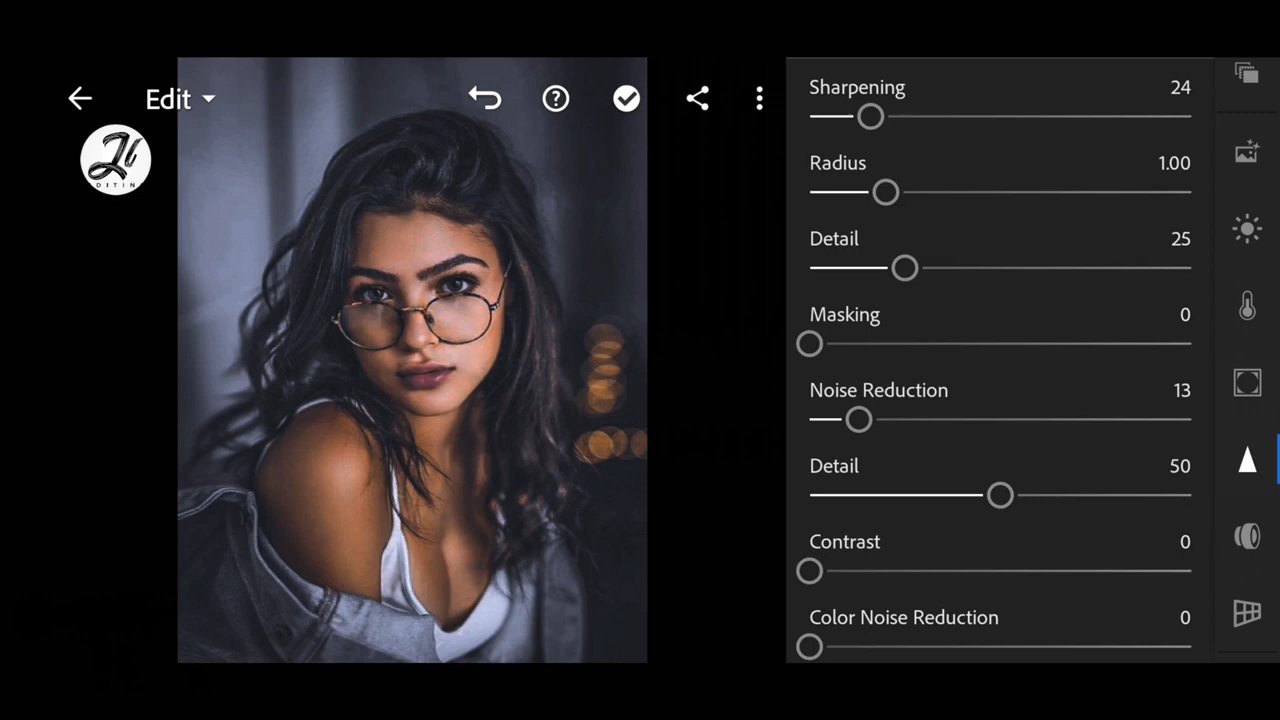 Edit
DITIN
Sharpening 24
Radius 1.00
Detail 25
Masking 0
Noise Reduction 13
Detail 50
Contrast 0
Color Noise Reduction 0